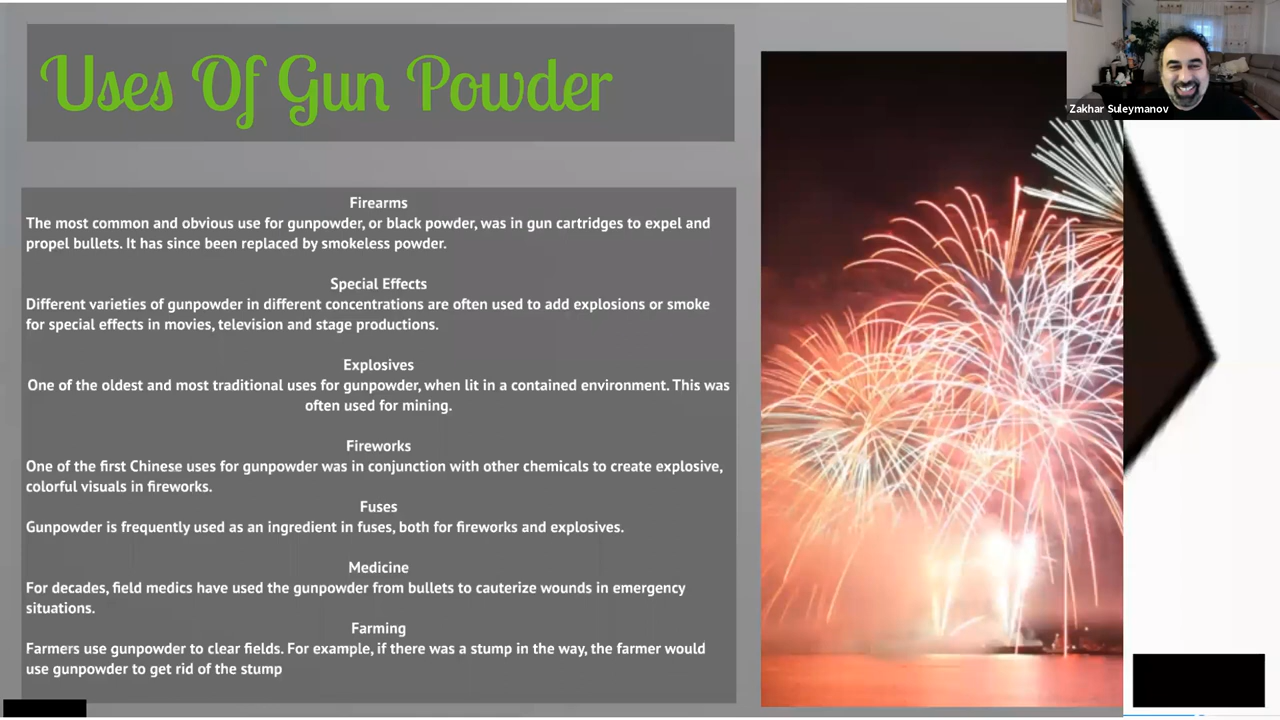 Uses Of Gun Powder
Zakhar Suleymanov
Firearms
The most common and obvious use for gunpowder, or black powder, was in gun cartridges to expel and
propel bullets. It has since been replaced by smokeless powder.
Special Effects
Different varieties of gunpowder in different concentrations are often used to add explosions or smoke
for special effects in movies, television and stage productions.
Explosives
One of the oldest and most traditional uses for gunpowder, when lit in a contained environment. This was
often used for mining.
Fireworks
One of the first Chinese uses for gunpowder was in conjunction with other chemicals to create explosive,
colorful visuals in fireworks.
Fuses
Gunpowder is frequently used as an ingredient in fuses, both for fireworks and explosives.
Medicine
For decades, field medics have used the gunpowder from bullets to cauterize wounds in emergency
situations.
Farming
Farmers use gunpowder to clear fields. For example, if there was a stump in the way, the farmer would
use gunpowder to get rid of the stump